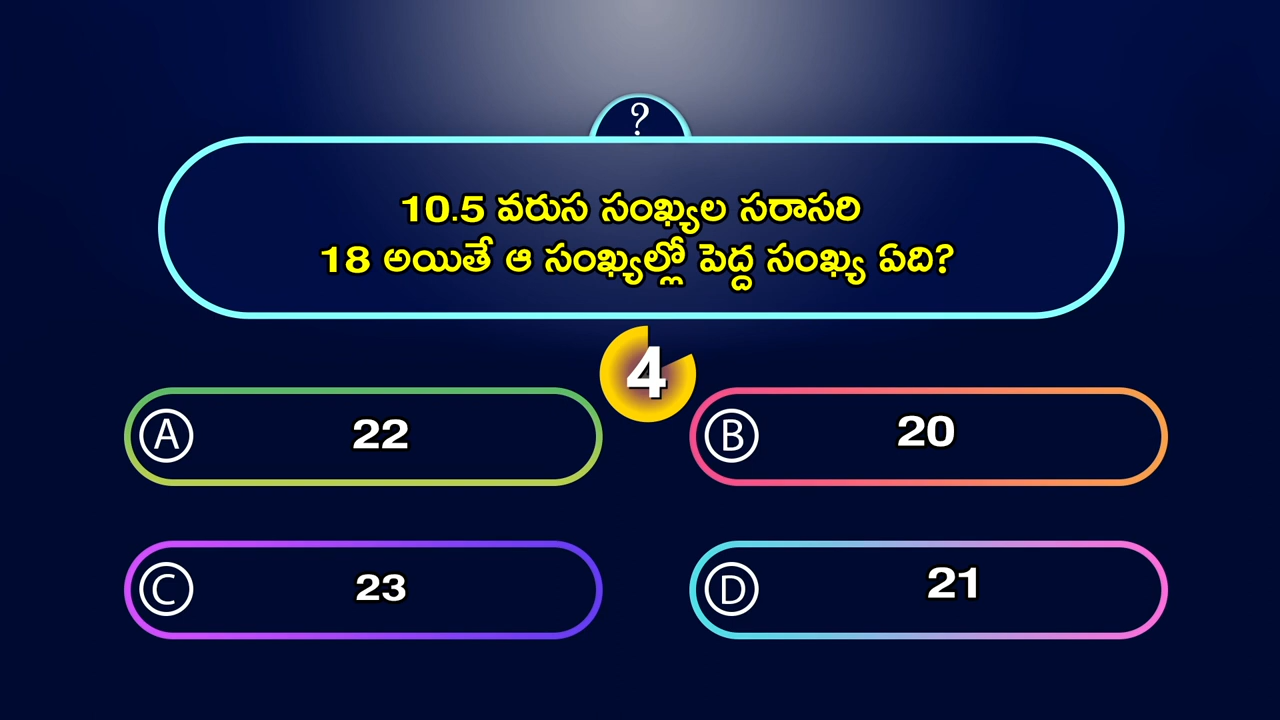 ?
10.5 వరుస సంఖ్యల సరాసరి
18 అయితే ఆ సంఖ్యల్లో పెద్ద సంఖ్య ఏది?
4
A 22
B 20
C 23
D 21